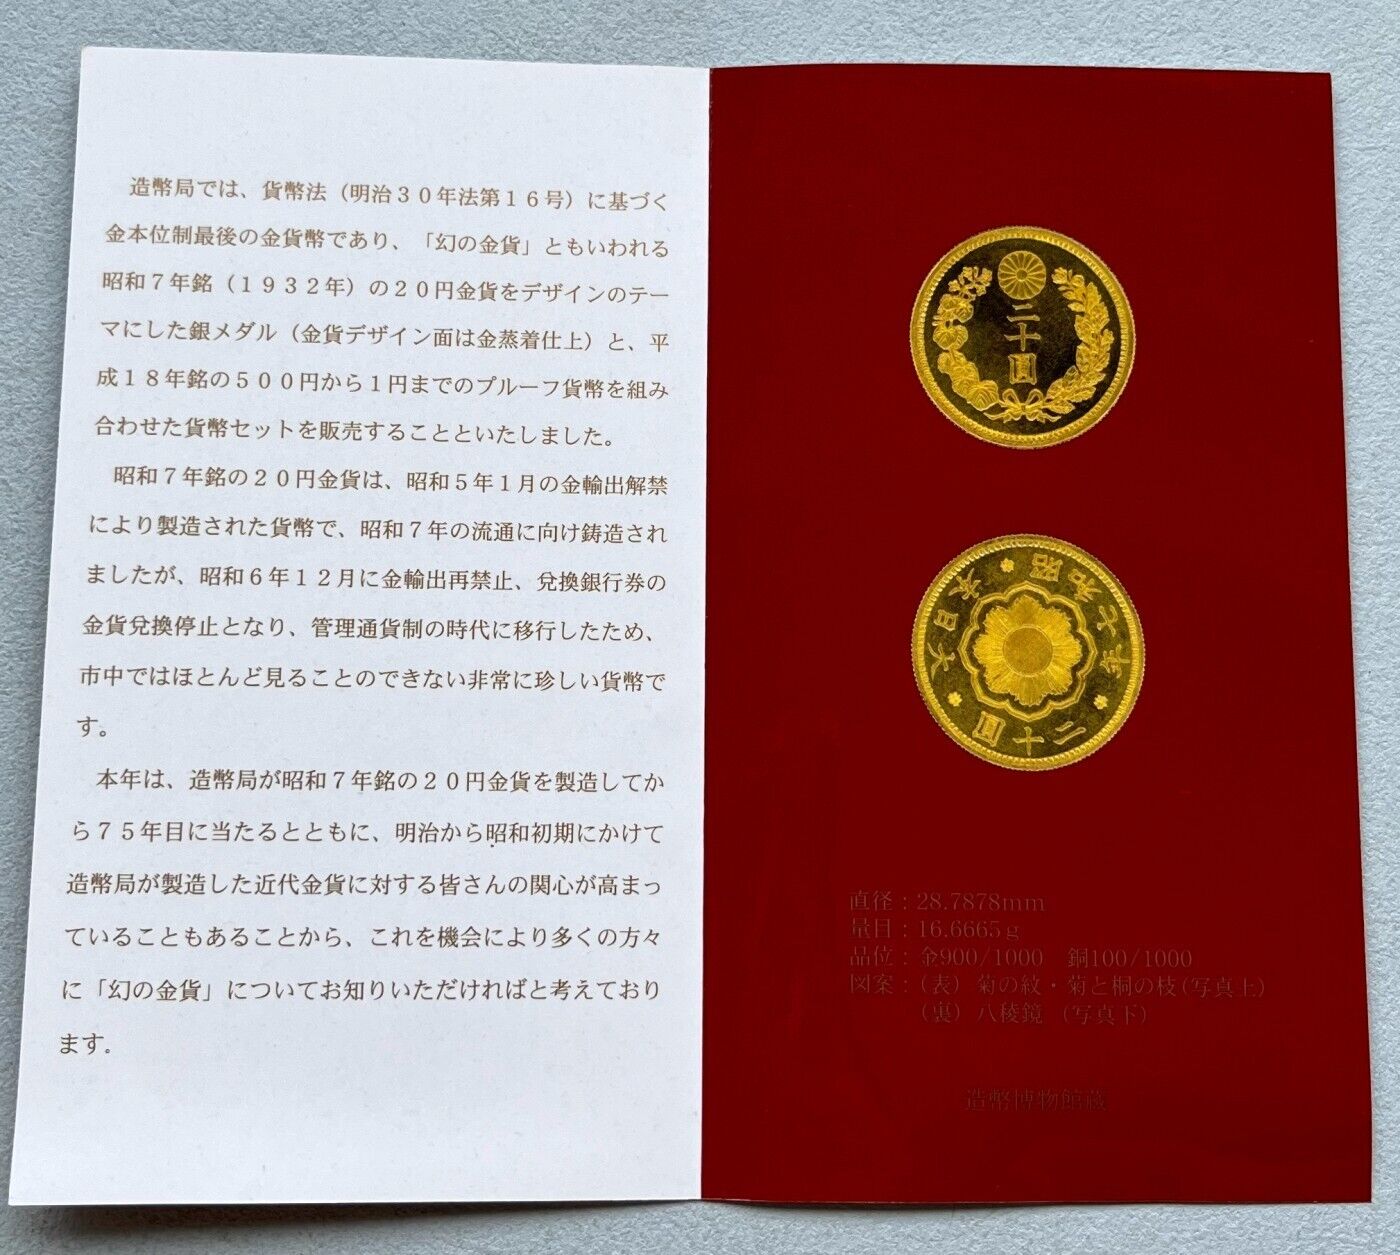 造幣局では、貨幣法（明治３０年法第１６号）に基づく
金本位制最後の金貨幣であり、「幻の金貨」ともいわれる
昭和７年銘（１９３２年）の２０円金貨をデザインのテー
マにした銀メダル（金貨デザイン面は金蒸着仕上）と、平
成１８年銘の５００円から１円までのプルーフ貨幣を組み
合わせた貨幣セットを販売することといたしました。
昭和７年銘の２０円金貨は、昭和５年１月の金輸出解禁
により製造された貨幣で、昭和７年の流通に向け鋳造され
ましたが、昭和６年１２月に金輸出再禁止、兌換銀行券の
金貨兌換停止となり、管理通貨制の時代に移行したため、
市中ではほとんど見ることのできない非常に珍しい貨幣で
す。
本年は、造幣局が昭和７年銘の２０円金貨を製造してか
ら７５年目に当たるとともに、明治から昭和初期にかけて
造幣局が製造した近代金貨に対する皆さんの関心が高まっ
ていることもあることから、これを機会により多くの方々
に「幻の金貨」についてお知りいただければと考えており
ます。
二十圓
大日本・昭和七年・二十圓
直径：28.7878mm
量目：16.6665g
品位：金900/1000　銅100/1000
図案：（表）菊の紋・菊と桐の枝（写真上）
（裏）八稜鏡　（写真下）
造幣博物館蔵